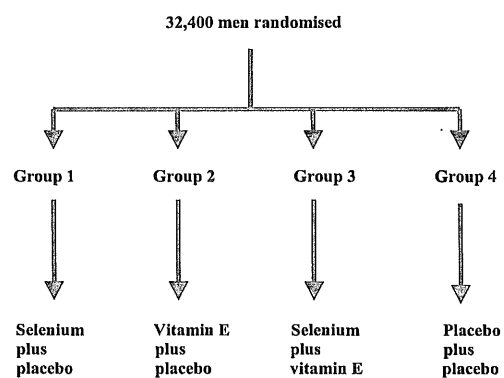 32,400 men randomised
Group 1
Group 2
Group 3
Group 4
Selenium
plus
placebo
Vitamin E
plus
placebo
Selenium
plus
vitamin E
Placebo
plus
placebo